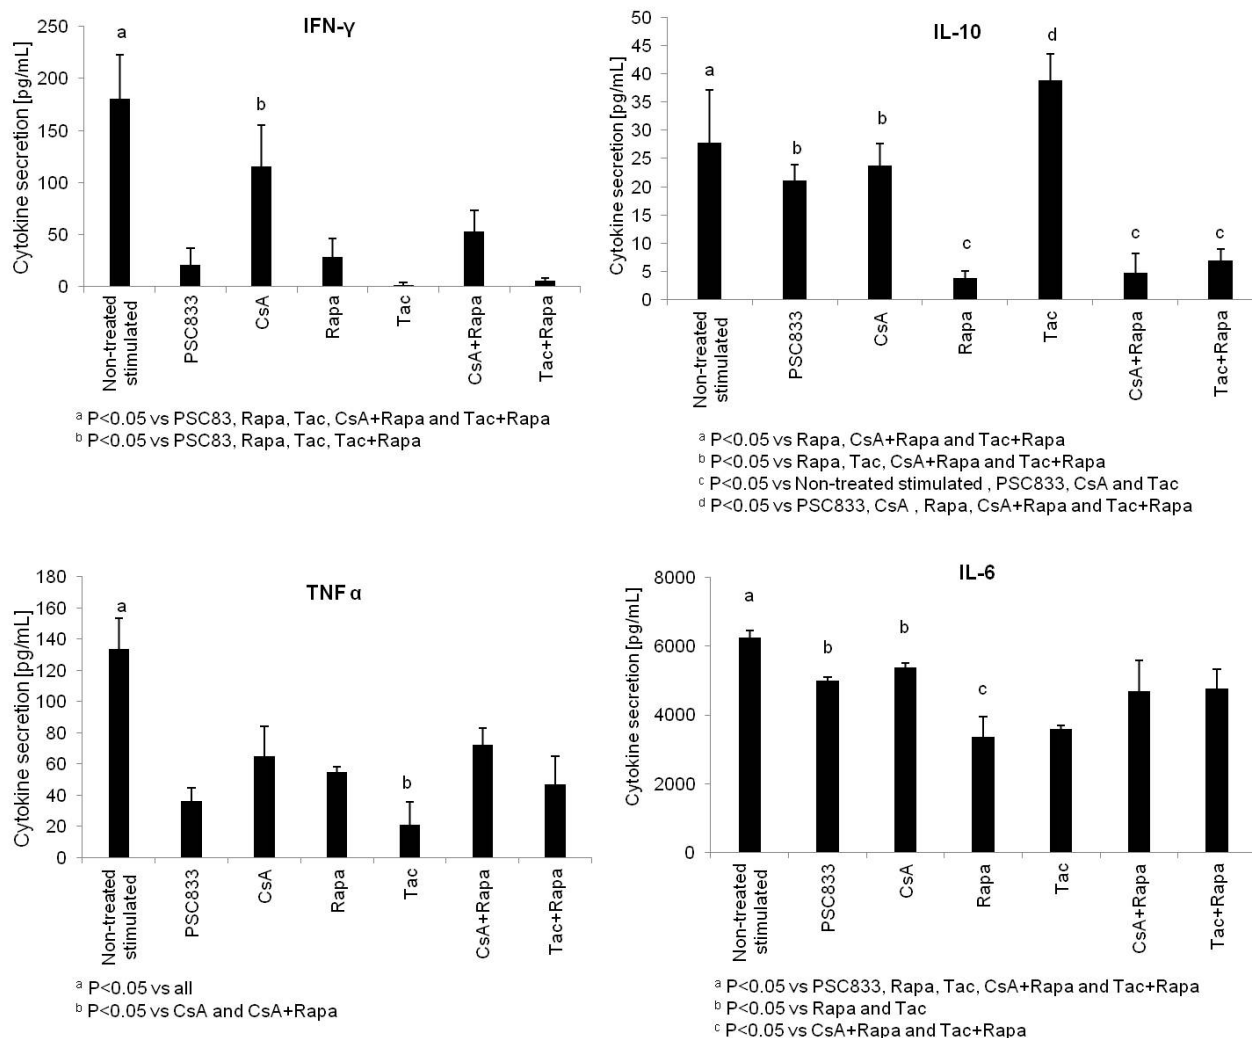 IFN-γ
Cytokine secretion [pg/mL]
250
200
150
100
50
0
a
b
Non-treated
stimulated
PSC833
CsA
Rapa
Tac
CsA+Rapa
Tac+Rapa
a P<0.05 vs PSC83, Rapa, Tac, CsA+Rapa and Tac+Rapa
b P<0.05 vs PSC83, Rapa, Tac, Tac+Rapa
IL-10
Cytokine secretion [pg/mL]
50
45
40
35
30
25
20
15
10
5
0
a
b
b
c
d
c
c
Non-treated
stimulated
PSC833
CsA
Rapa
Tac
CsA+Rapa
Tac+Rapa
a P<0.05 vs Rapa, CsA+Rapa and Tac+Rapa
b P<0.05 vs Rapa, Tac, CsA+Rapa and Tac+Rapa
c P<0.05 vs Non-treated stimulated , PSC833, CsA and Tac
d P<0.05 vs PSC833, CsA , Rapa, CsA+Rapa and Tac+Rapa
TNF α
Cytokine secretion [pg/mL]
180
160
140
120
100
80
60
40
20
0
a
b
Non-treated
stimulated
PSC833
CsA
Rapa
Tac
CsA+Rapa
Tac+Rapa
a P<0.05 vs all
b P<0.05 vs CsA and CsA+Rapa
IL-6
Cytokine secretion [pg/mL]
8000
6000
4000
2000
0
a
b
b
c
Non-treated
stimulated
PSC833
CsA
Rapa
Tac
CsA+Rapa
Tac+Rapa
a P<0.05 vs PSC833, Rapa, Tac, CsA+Rapa and Tac+Rapa
b P<0.05 vs Rapa and Tac
c P<0.05 vs CsA+Rapa and Tac+Rapa